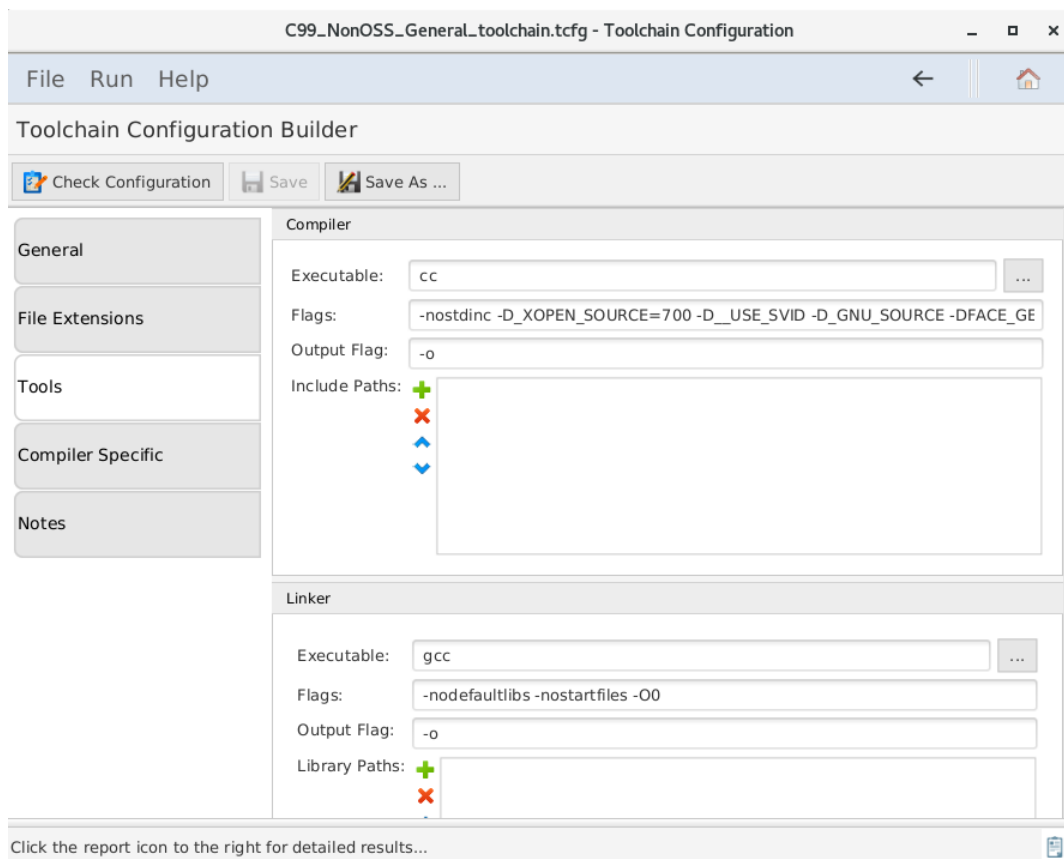 C99_NonOSS_General_toolchain.tcfg - Toolchain Configuration
File Run Help
Toolchain Configuration Builder
Check Configuration Save Save As ...
General
File Extensions
Tools
Compiler Specific
Notes
Compiler
Executable: cc ...
Flags: -nostdinc -D_XOPEN_SOURCE=700 -D__USE_SVID -D_GNU_SOURCE -DFACE_GE
Output Flag: -o
Include Paths:
Linker
Executable: gcc ...
Flags: -nodefaultlibs -nostartfiles -O0
Output Flag: -o
Library Paths:
Click the report icon to the right for detailed results...